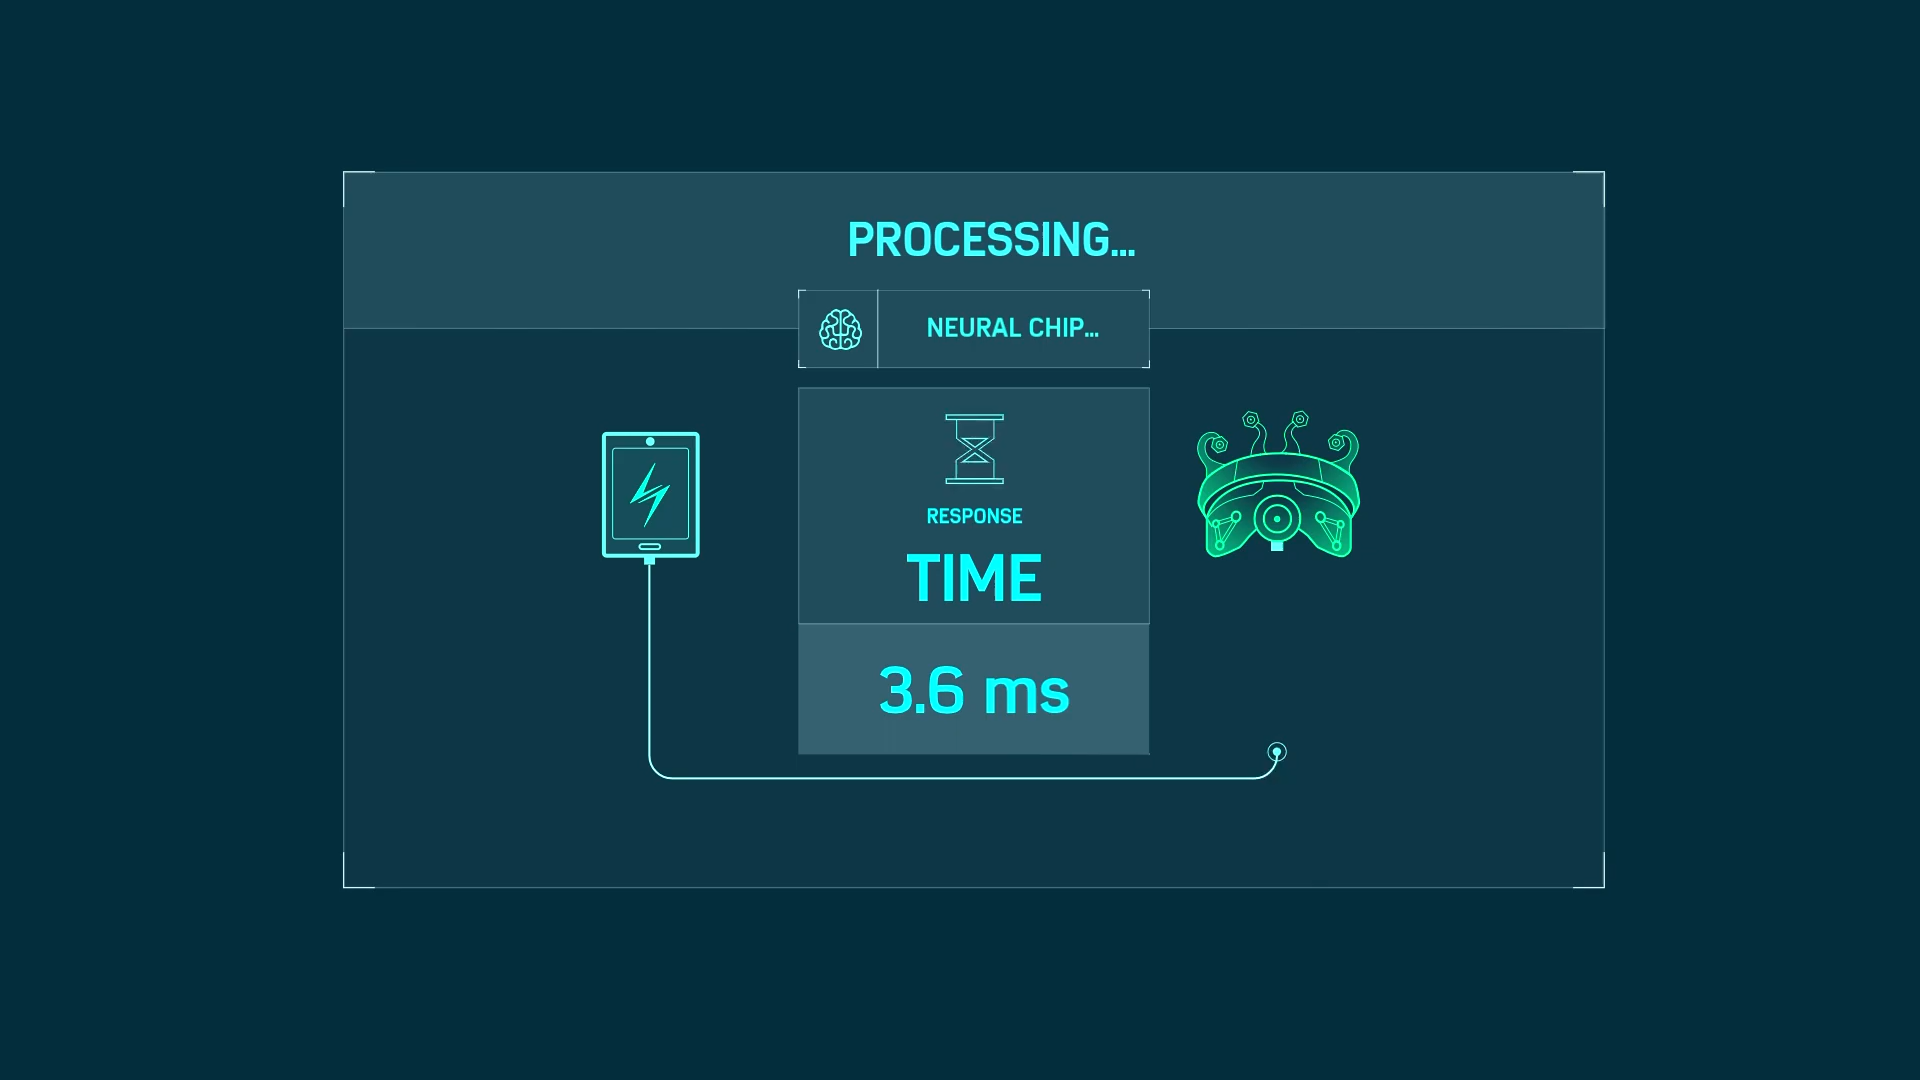 PROCESSING...
NEURAL CHIP...
RESPONSE
TIME
3.6 ms